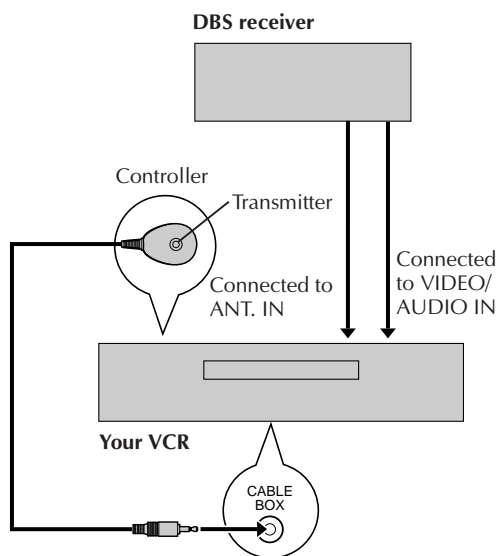 DBS receiver
Controller
Transmitter
Connected to
ANT. IN
Connected
to VIDEO/
AUDIO IN
Your VCR
CABLE
BOX